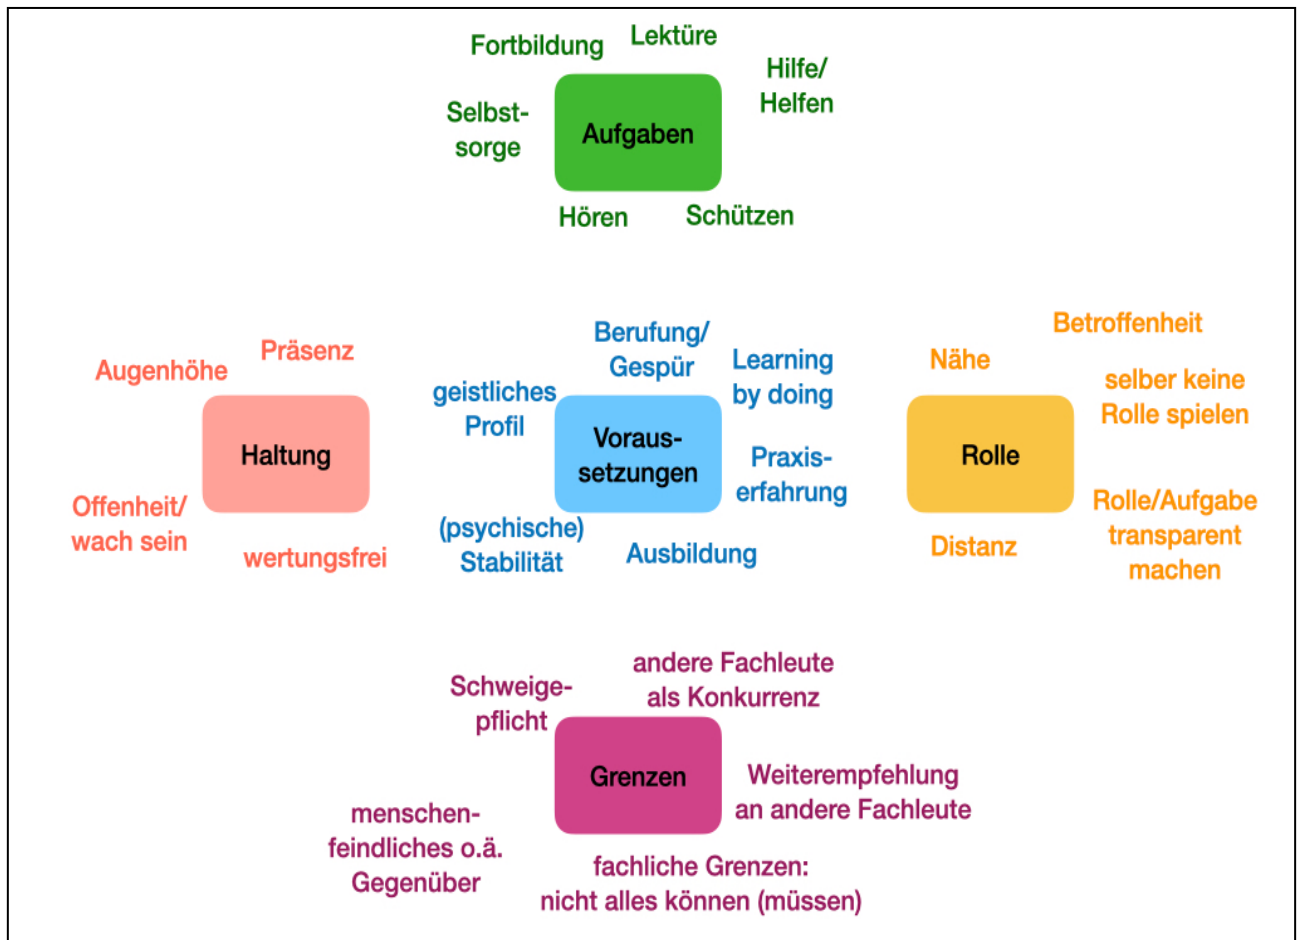 Fortbildung
Lektüre
Hilfe/
Helfen
Selbst-
sorge
Aufgaben
Hören
Schützen
Augenhöhe
Präsenz
Haltung
Offenheit/
wach sein
wertungsfrei
Berufung/
Gespür
Learning
by doing
geistliches
Profil
Voraus-
setzungen
Praxis-
erfahrung
(psychische)
Stabilität
Ausbildung
Betroffenheit
Nähe
selber keine
Rolle spielen
Rolle
Rolle/Aufgabe
transparent
machen
Distanz
Schweige-
pflicht
andere Fachleute
als Konkurrenz
Grenzen
Weiterempfehlung
an andere Fachleute
menschen-
feindliches o.ä.
Gegenüber
fachliche Grenzen:
nicht alles können (müssen)